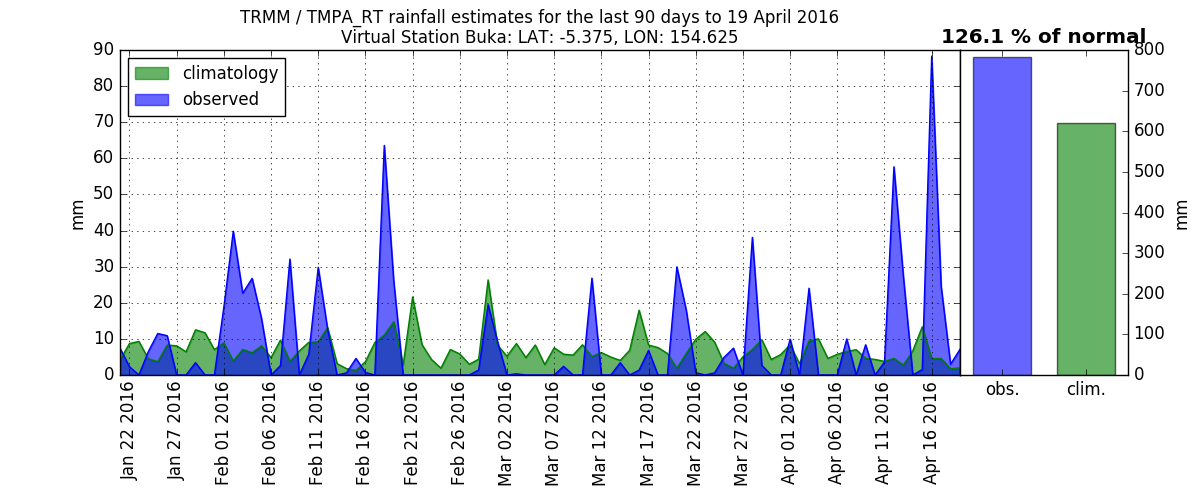 TRMM / TMPA_RT rainfall estimates for the last 90 days to 19 April 2016
Virtual Station Buka: LAT: -5.375, LON: 154.625
126.1 % of normal
climatology
observed
90
80
70
60
50
40
30
20
10
0
mm
Jan 22 2016
Jan 27 2016
Feb 01 2016
Feb 06 2016
Feb 11 2016
Feb 16 2016
Feb 21 2016
Feb 26 2016
Mar 02 2016
Mar 07 2016
Mar 12 2016
Mar 17 2016
Mar 22 2016
Mar 27 2016
Apr 01 2016
Apr 06 2016
Apr 11 2016
Apr 16 2016
800
700
600
500
400
300
200
100
0
mm
obs.
clim.